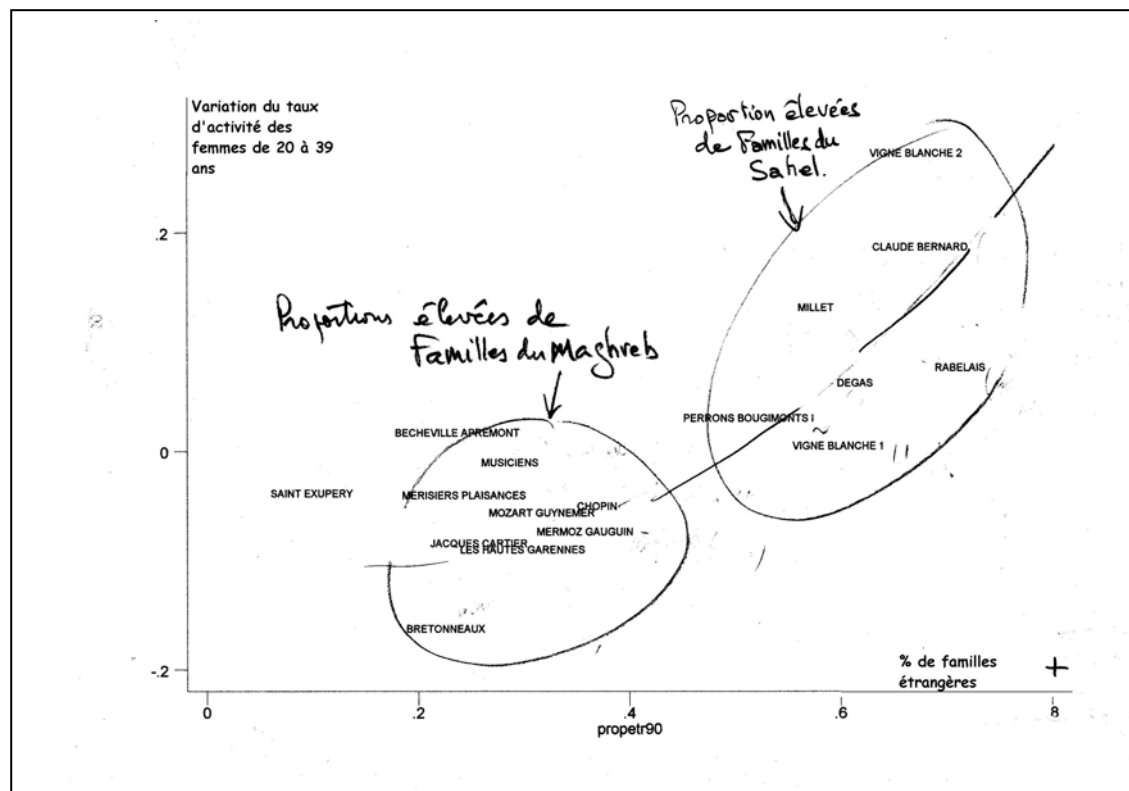 Variation du taux
d'activité des
femmes de 20 à 39
ans
Proportion élevées
de Familles du
Sahel.
VIGNE BLANCHE 2
.2
CLAUDE BERNARD
MILLET
Proportions élevées de
Familles du Maghreb
RABELAIS
DEGAS
PERRONS BOUGIMONTS I
BECHEVILLE APREMONT
VIGNE BLANCHE 1
0
MUSICIENS
SAINT EXUPERY
MERISIERS PLAISANCES
CHOPIN
MOZART GUYNEMER
MERMOZ GAUGUIN
JACQUES CARTIER
LES HAUTES GARENNES
BRETONNEAUX
-.2
% de familles
étrangères
+
0 .2 .4 .6 8
propetr90